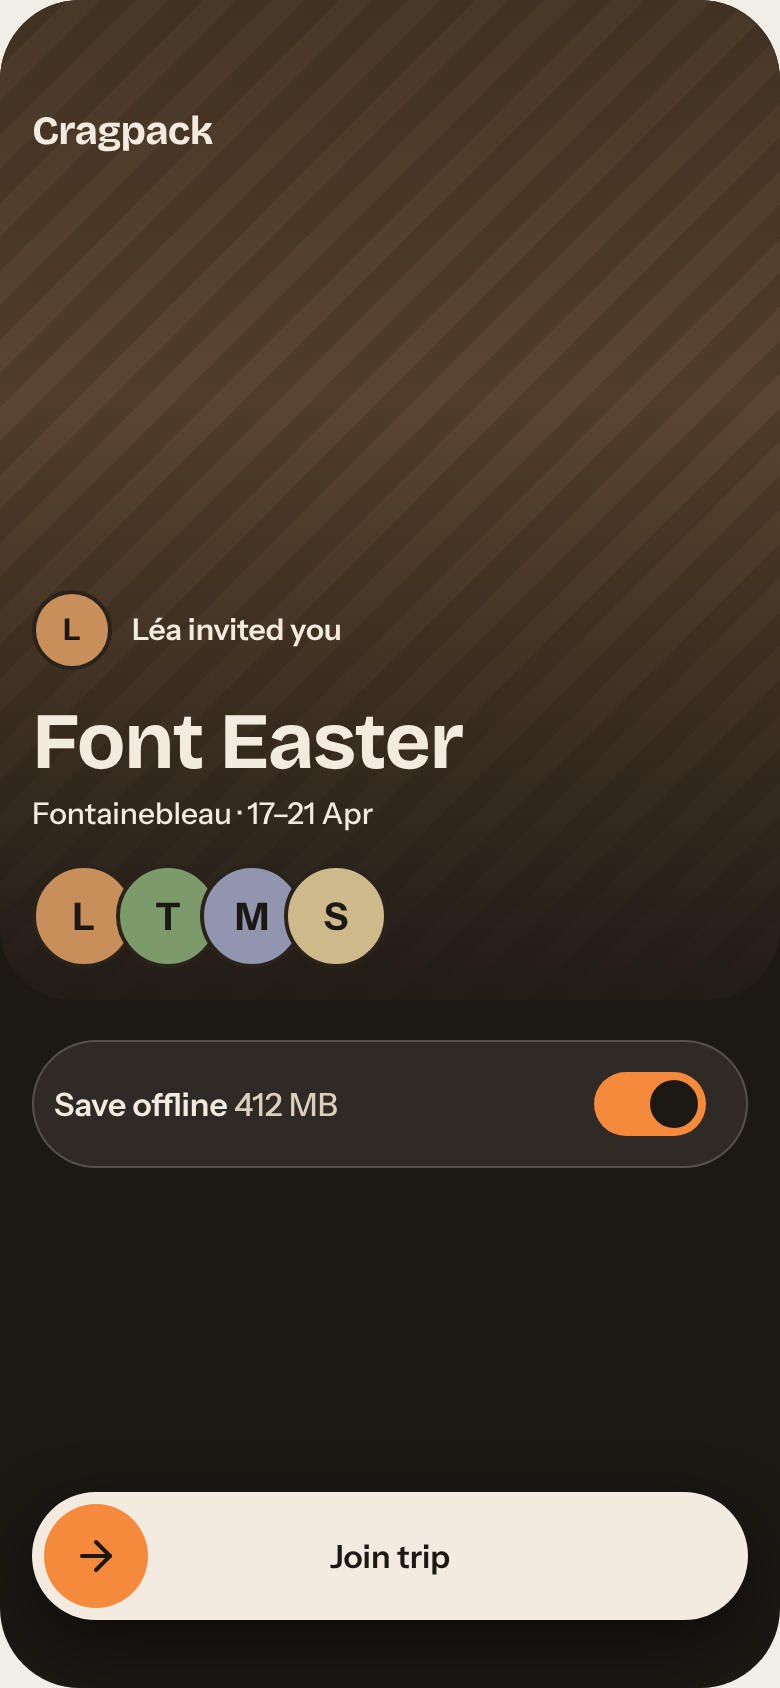 Cragpack
L
Léa invited you
Font Easter
Fontainebleau · 17–21 Apr
L T M S
Save offline 412 MB
Join trip